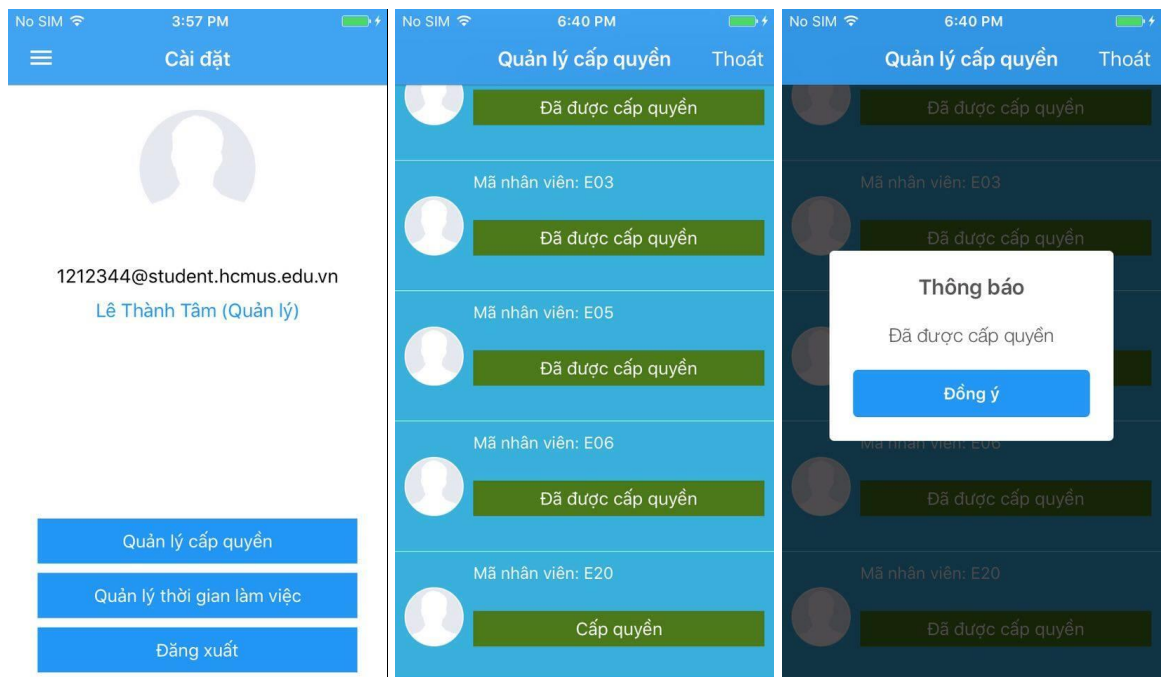 No SIM 3:57 PM
Cài đặt
1212344@student.hcmus.edu.vn
Lê Thành Tâm (Quản lý)
Quản lý cấp quyền
Quản lý thời gian làm việc
Đăng xuất
No SIM 6:40 PM
Quản lý cấp quyền Thoát
Đã được cấp quyền
Mã nhân viên: E03
Đã được cấp quyền
Mã nhân viên: E05
Đã được cấp quyền
Mã nhân viên: E06
Đã được cấp quyền
Mã nhân viên: E20
Cấp quyền
No SIM 6:40 PM
Quản lý cấp quyền Thoát
Đã được cấp quyền
Mã nhân viên: E03
Đã được cấp quyền
Thông báo
Đã được cấp quyền
Đồng ý
Mã nhân viên: E06
Đã được cấp quyền
Mã nhân viên: E20
Đã được cấp quyền